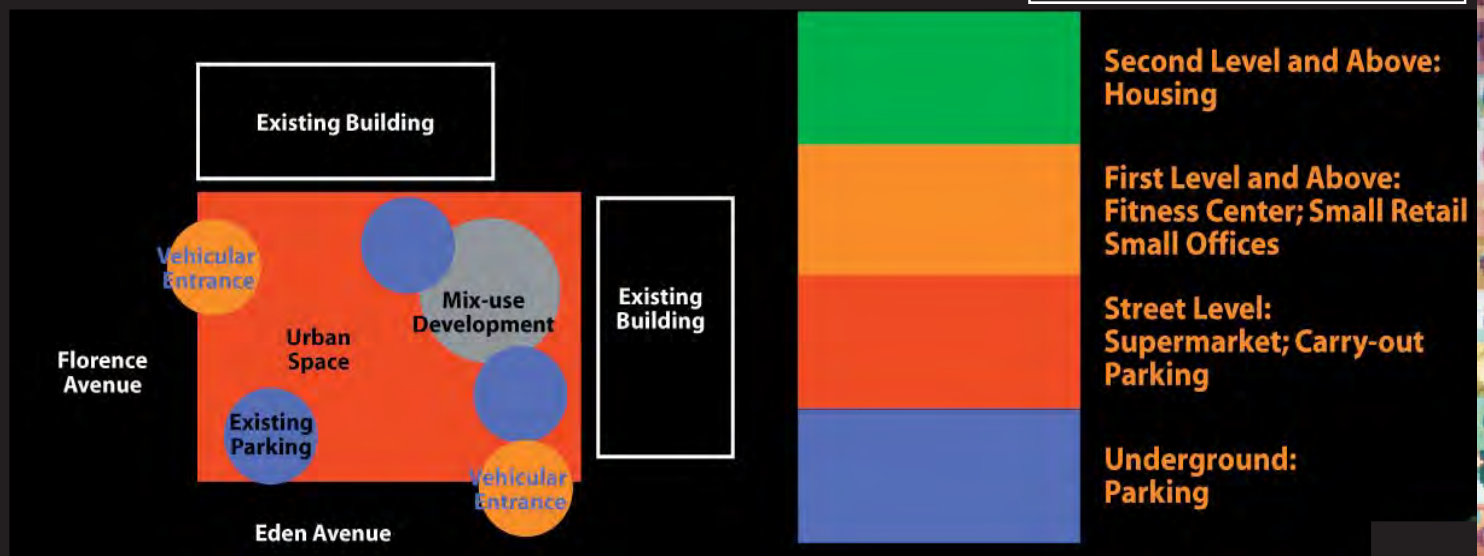 Existing Building
Vehicular
Entrance
Mix-use
Development
Urban
Space
Existing
Building
Florence
Avenue
Existing
Parking
Vehicular
Entrance
Eden Avenue
Second Level and Above:
Housing
First Level and Above:
Fitness Center; Small Retail
Small Offices
Street Level:
Supermarket; Carry-out
Parking
Underground:
Parking